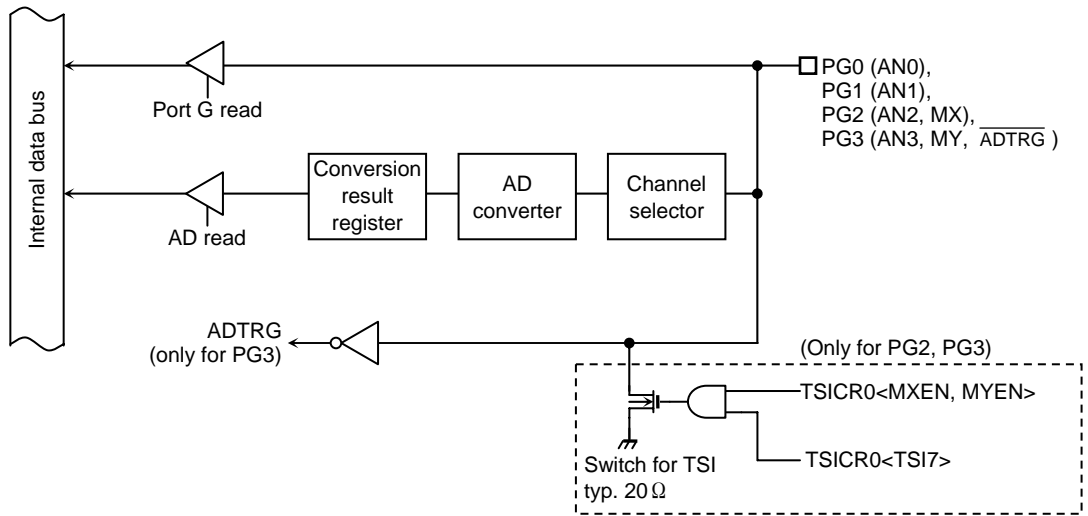 Internal data bus
Port G read
PG0 (AN0),
PG1 (AN1),
PG2 (AN2, MX),
PG3 (AN3, MY, ADTRG )
AD read
Conversion
result
register
AD
converter
Channel
selector
ADTRG
(only for PG3)
(Only for PG2, PG3)
TSICR0<MXEN, MYEN>
TSICR0<TSI7>
Switch for TSI
typ. 20Ω